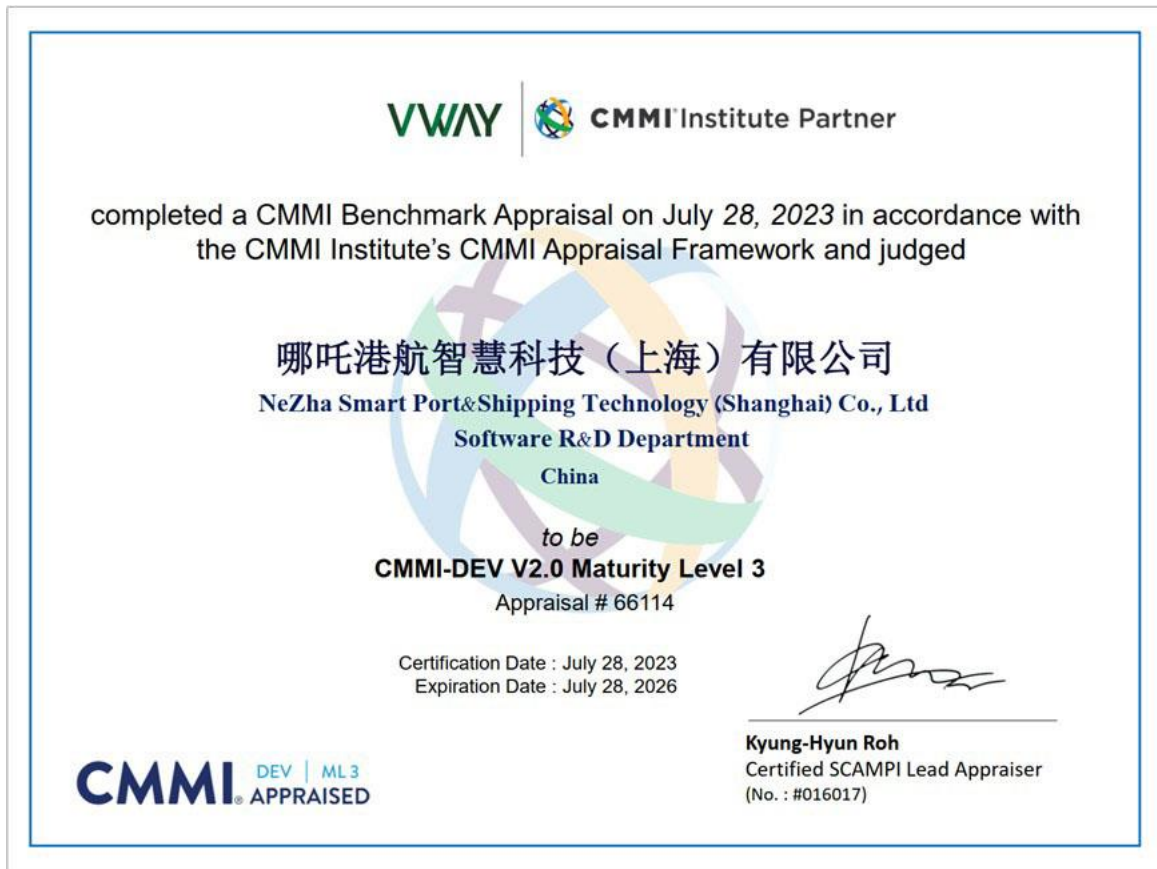 VWAY
CMMI® Institute Partner
completed a CMMI Benchmark Appraisal on July 28, 2023 in accordance with
the CMMI Institute's CMMI Appraisal Framework and judged
哪吒港航智慧科技（上海）有限公司
NeZha Smart Port&Shipping Technology (Shanghai) Co., Ltd
Software R&D Department
China
to be
CMMI-DEV V2.0 Maturity Level 3
Appraisal # 66114
Certification Date : July 28, 2023
Expiration Date : July 28, 2026
Kyung-Hyun Roh
Certified SCAMPI Lead Appraiser
(No. : #016017)
CMMI® DEV | ML 3
APPRAISED